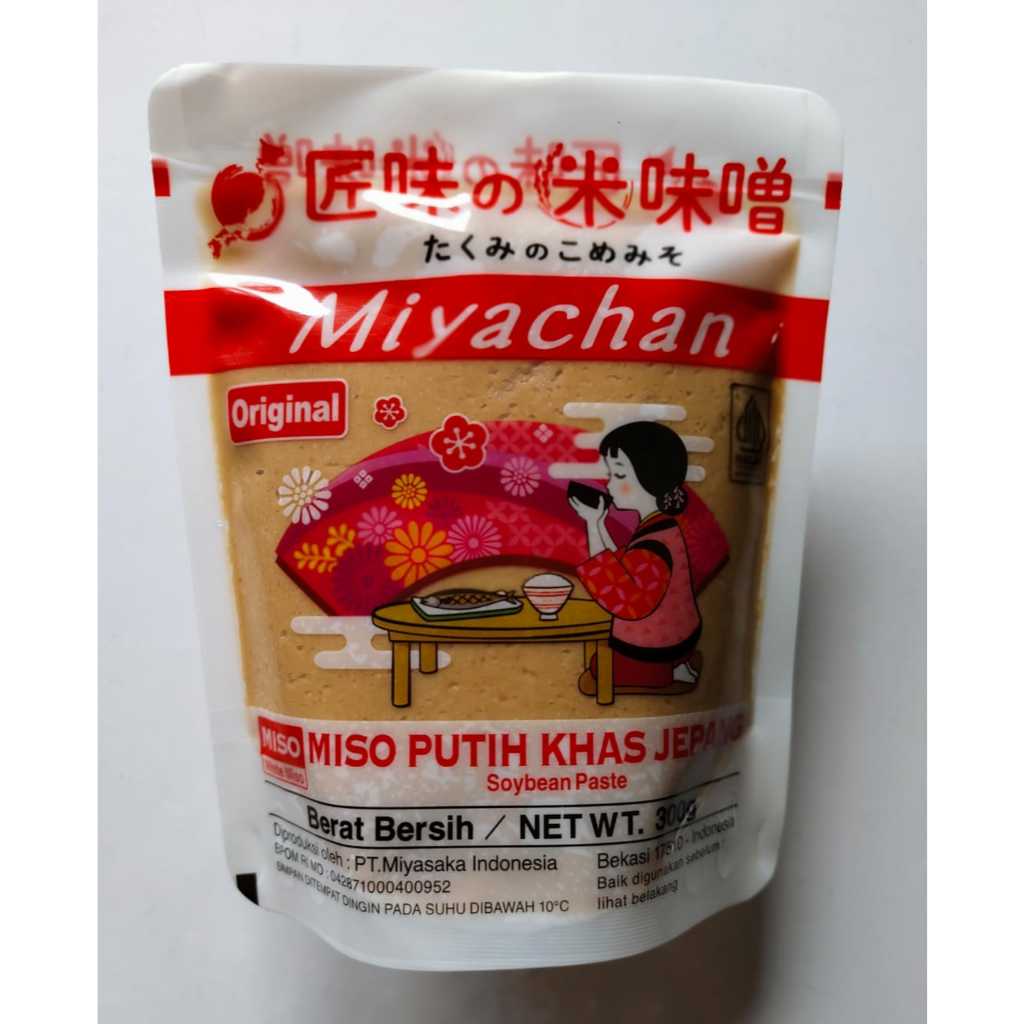 匠味の米味噌
たくみのこめみそ
Miyachan
Original
MISO
White Miso
MISO PUTIH KHAS JEPANG
Soybean Paste
Berat Bersih / NET WT. 300g
Diproduksi oleh : PT.Miyasaka Indonesia
BPOM RI MD : 042871000400952
SIMPAN DITEMPAT DINGIN PADA SUHU DIBAWAH 10°C
Bekasi 17510 - Indonesia
Baik digunakan sebelum :
lihat belakang